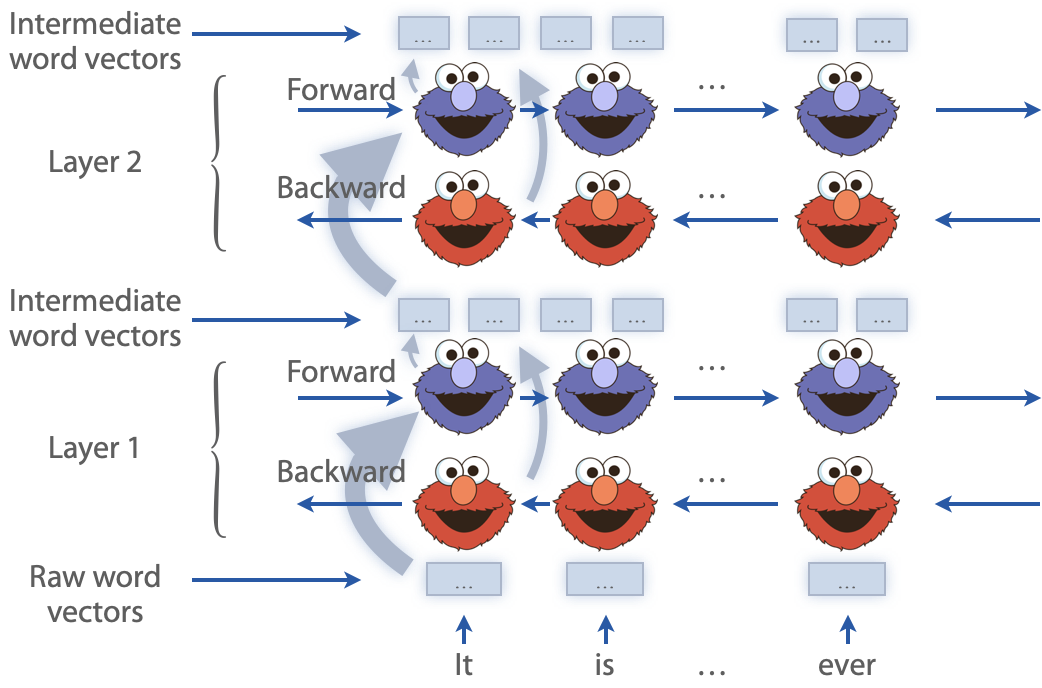 Intermediate
word vectors
... ... ... ... ... ...
Forward
...
Layer 2
Backward
...
Intermediate
word vectors
... ... ... ... ... ...
Forward
...
Layer 1
Backward
...
Raw word
vectors
... ... ...
It is ... ever